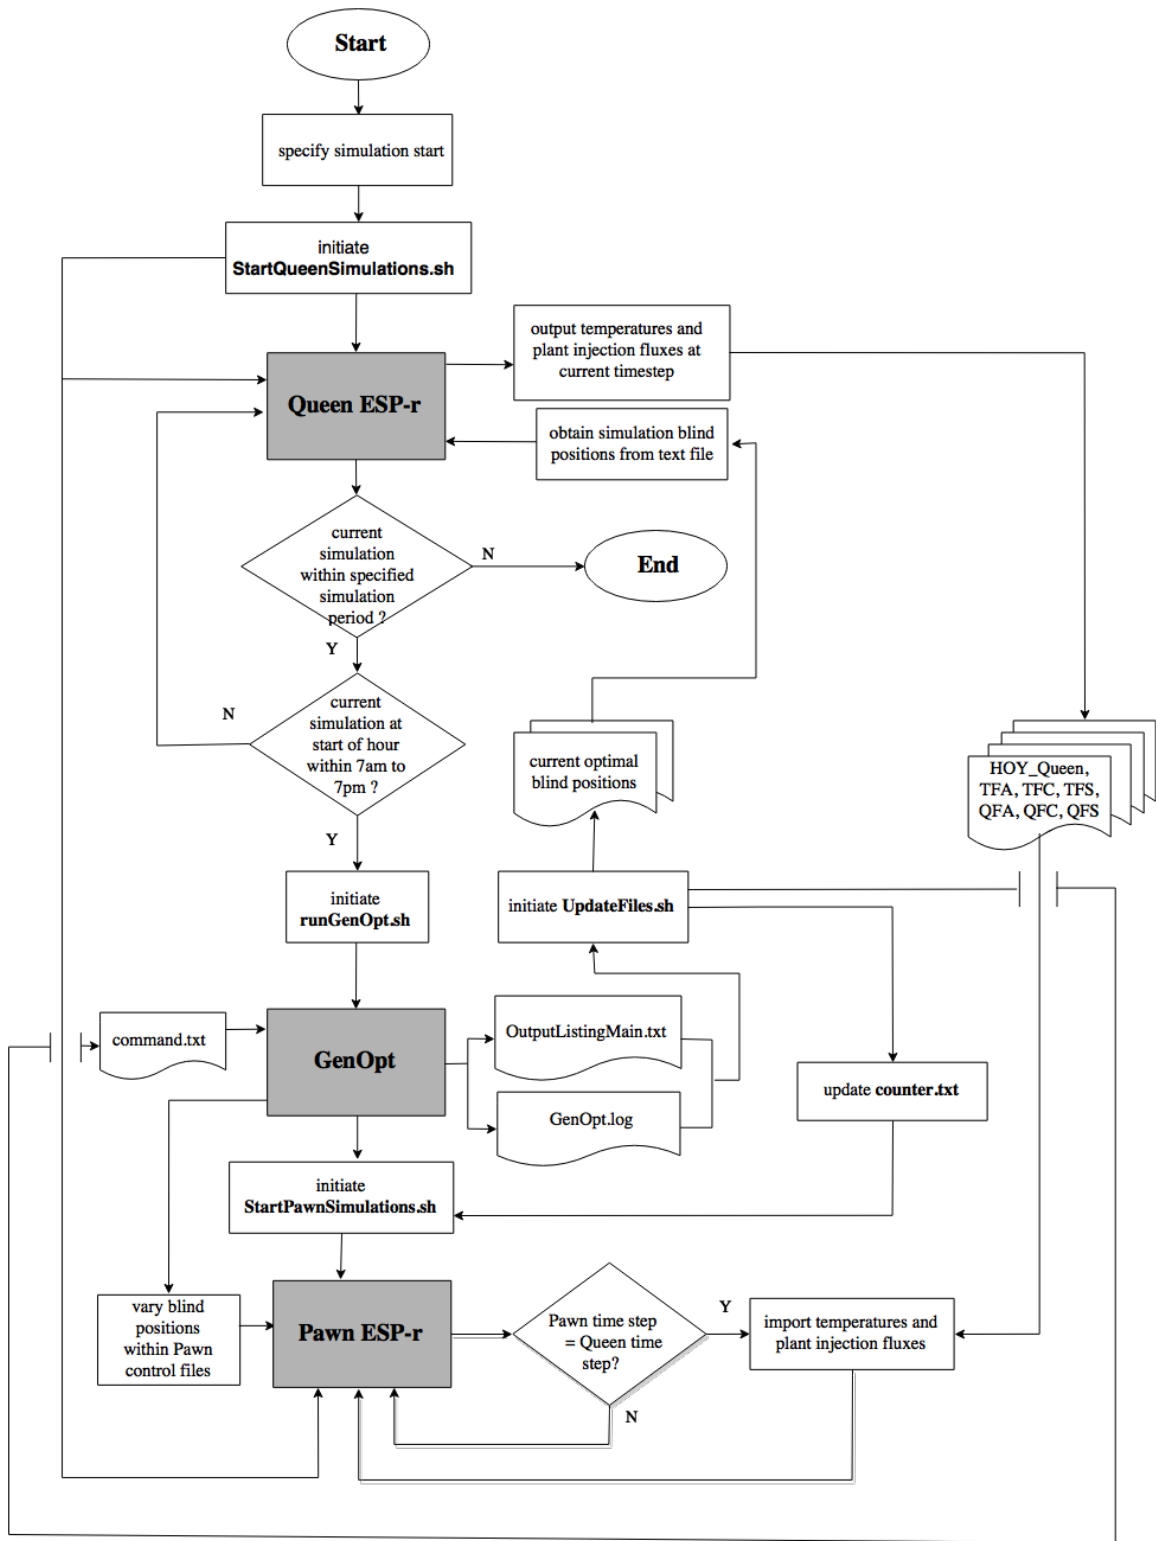 Start
specify simulation start
initiate
StartQueenSimulations.sh
output temperatures and
plant injection fluxes at
current timestep
Queen ESP-r
obtain simulation blind
positions from text file
current
simulation
within specified
simulation
period ?
N
End
Y
current
simulation at
start of hour
within 7am to
7pm ?
N
Y
current optimal
blind positions
HOY_Queen,
TFA, TFC, TFS,
QFA, QFC, QFS
initiate
runGenOpt.sh
initiate UpdateFiles.sh
command.txt
GenOpt
OutputListingMain.txt
GenOpt.log
update counter.txt
initiate
StartPawnSimulations.sh
vary blind
positions
within Pawn
control files
Pawn ESP-r
Pawn time step
= Queen time
step?
Y
N
import temperatures and
plant injection fluxes